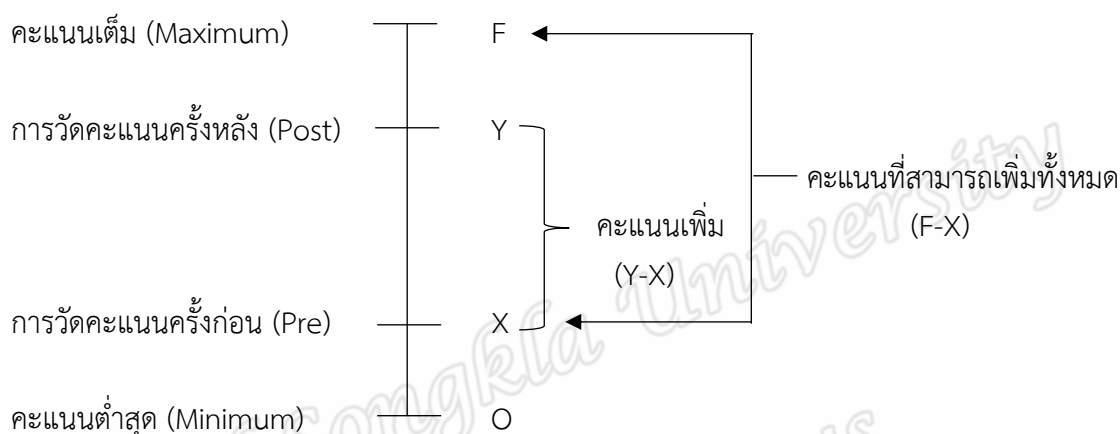 คะแนนเต็ม (Maximum) F
การวัดคะแนนครั้งหลัง (Post) Y
คะแนนที่สามารถเพิ่มทั้งหมด
(F-X)
คะแนนเพิ่ม
(Y-X)
การวัดคะแนนครั้งก่อน (Pre) X
คะแนนต่ำสุด (Minimum) O
Songkla University